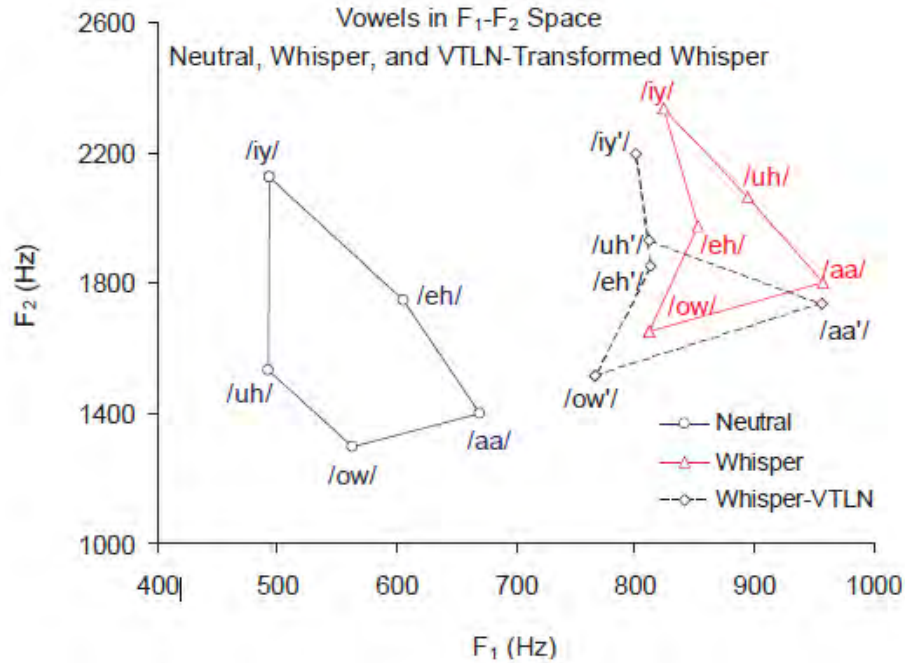 Vowels in F₁-F₂ Space
Neutral, Whisper, and VTLN-Transformed Whisper
2600
2200
1800
1400
1000
F₂ (Hz)
/iy/
/eh/
/uh/
/aa/
/ow/
/iy/
/iy'/
/uh/
/uh'/
/eh/
/aa/
/eh'/
/ow/
/aa'/
/ow'/
Neutral
Whisper
Whisper-VTLN
400 500 600 700 800 900 1000
F₁ (Hz)